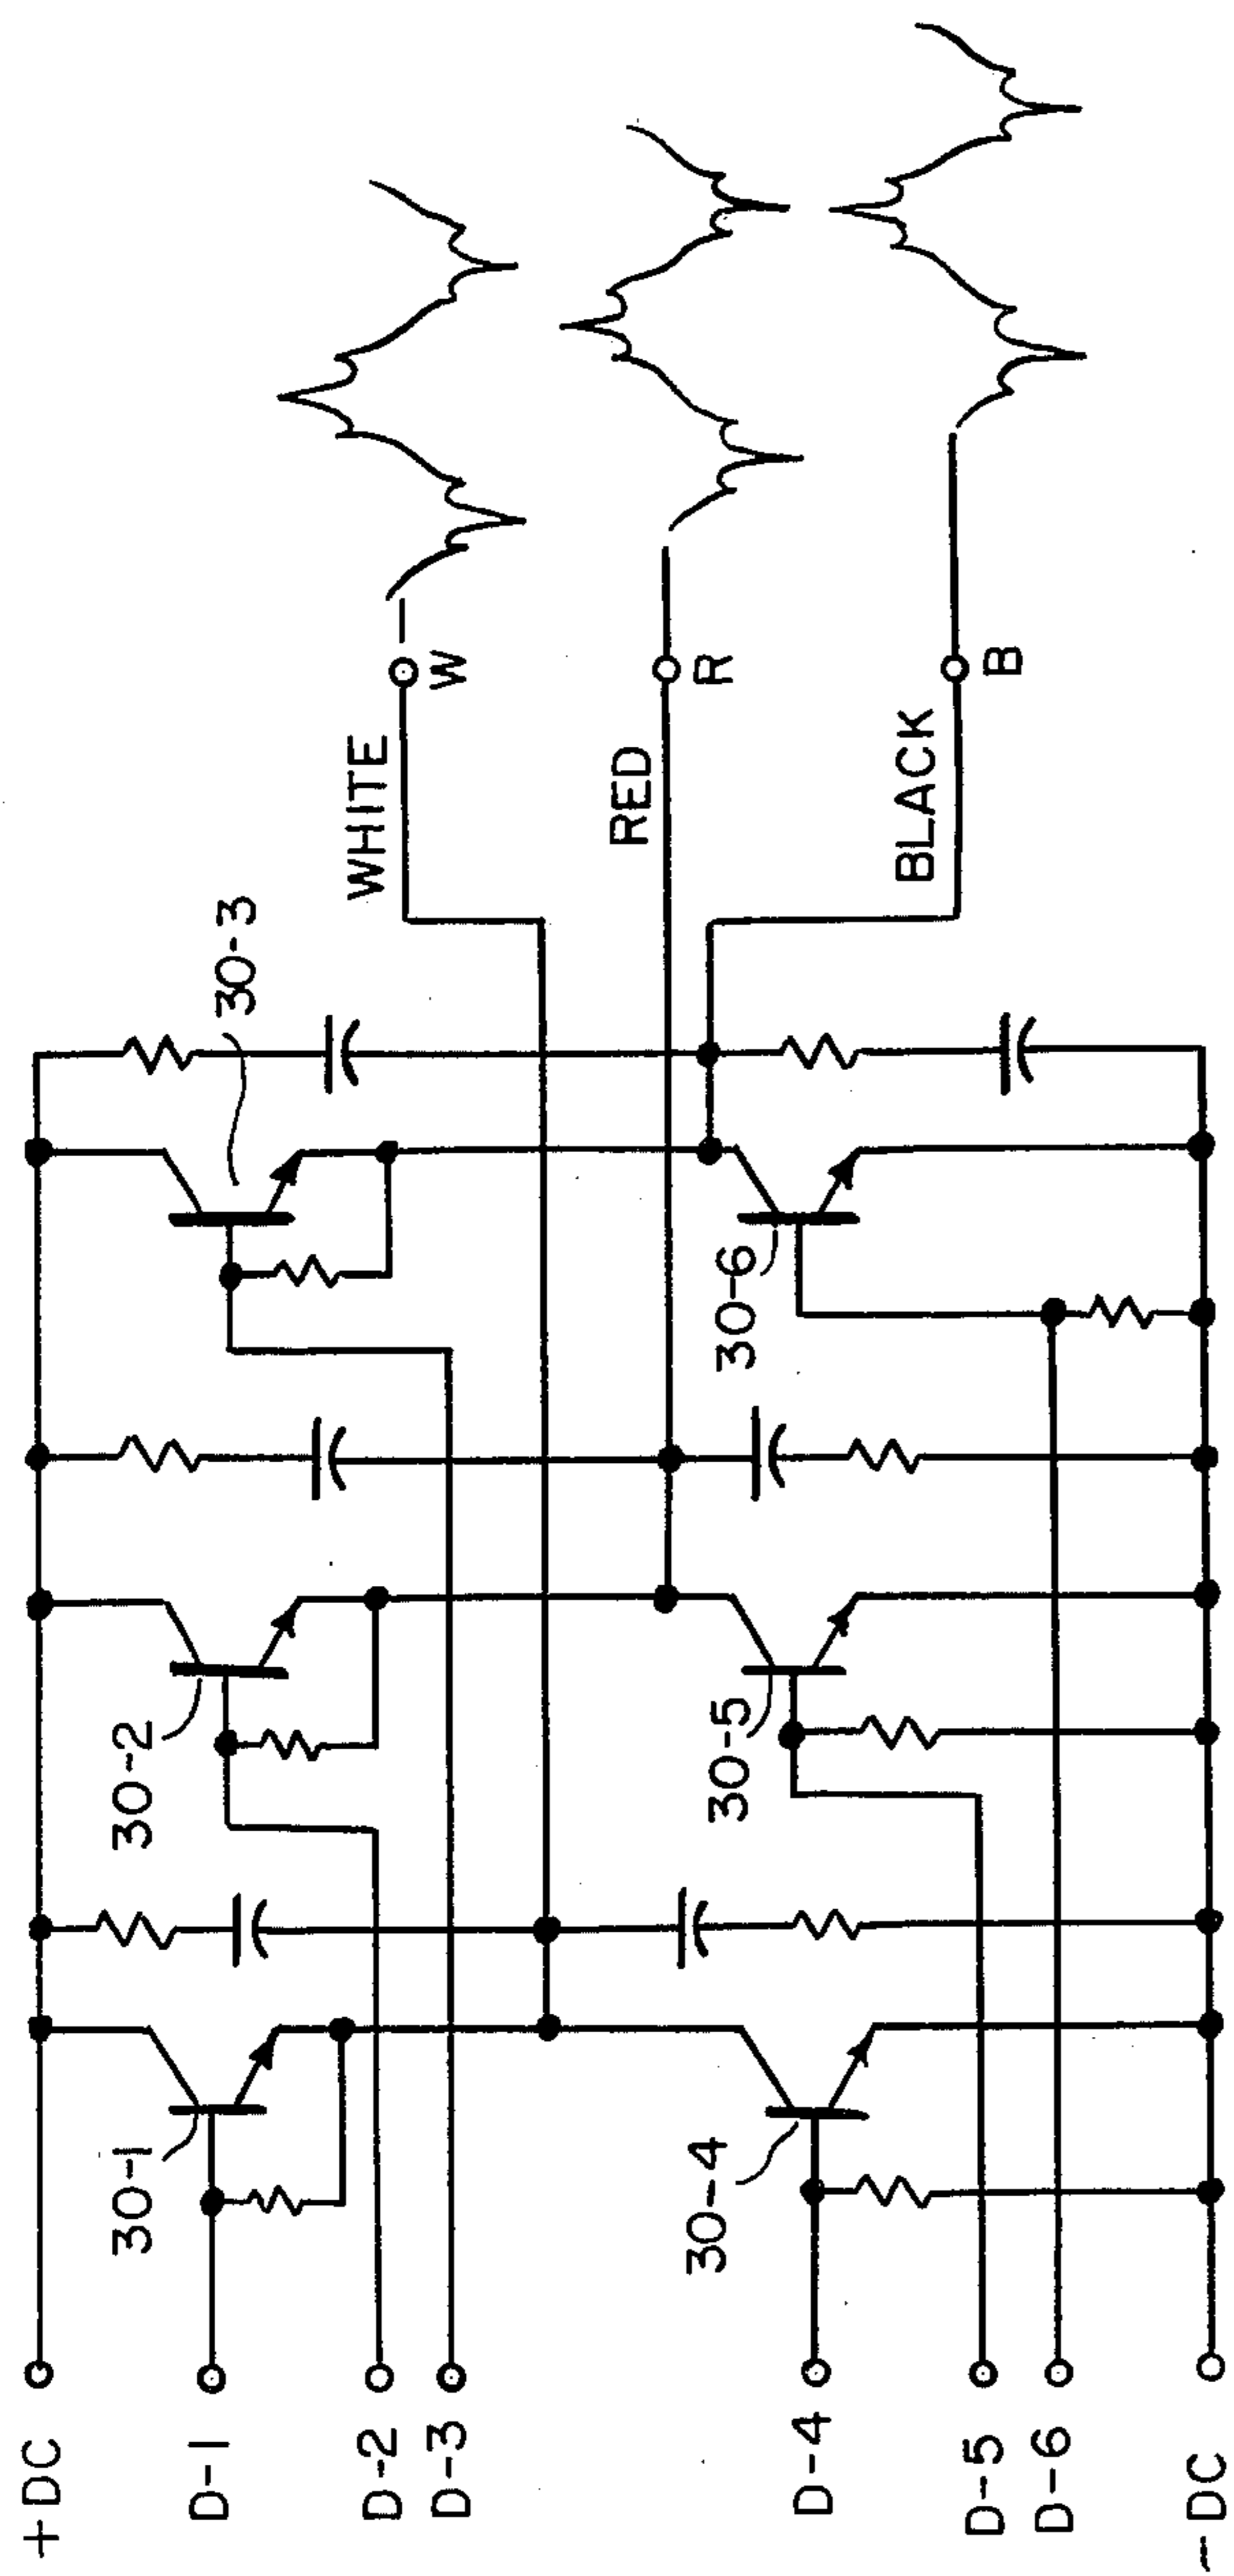 +DC
D-1
D-2
D-3
D-4
D-5
D-6
-DC
30-1
30-2
30-3
30-4
30-5
30-6
WHITE
W
RED
R
BLACK
B